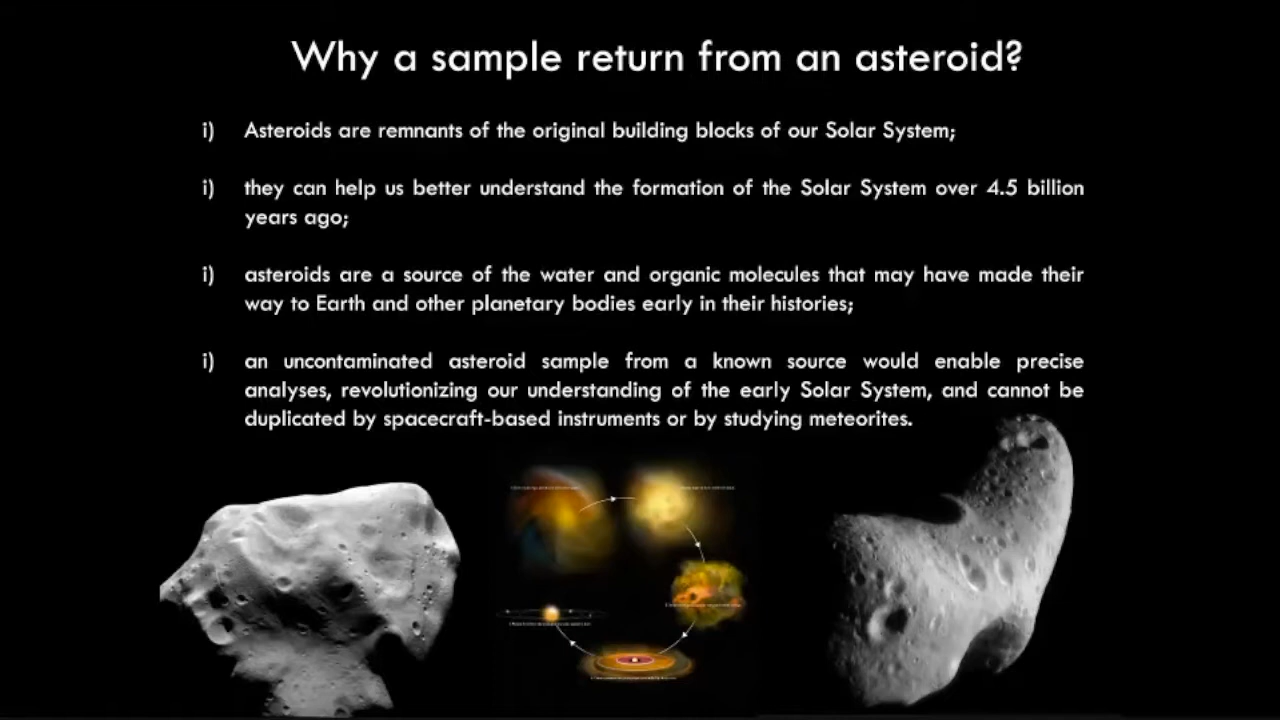 Why a sample return from an asteroid?
i) Asteroids are remnants of the original building blocks of our Solar System;
i) they can help us better understand the formation of the Solar System over 4.5 billion
years ago;
i) asteroids are a source of the water and organic molecules that may have made their
way to Earth and other planetary bodies early in their histories;
i) an uncontaminated asteroid sample from a known source would enable precise
analyses, revolutionizing our understanding of the early Solar System, and cannot be
duplicated by spacecraft-based instruments or by studying meteorites.